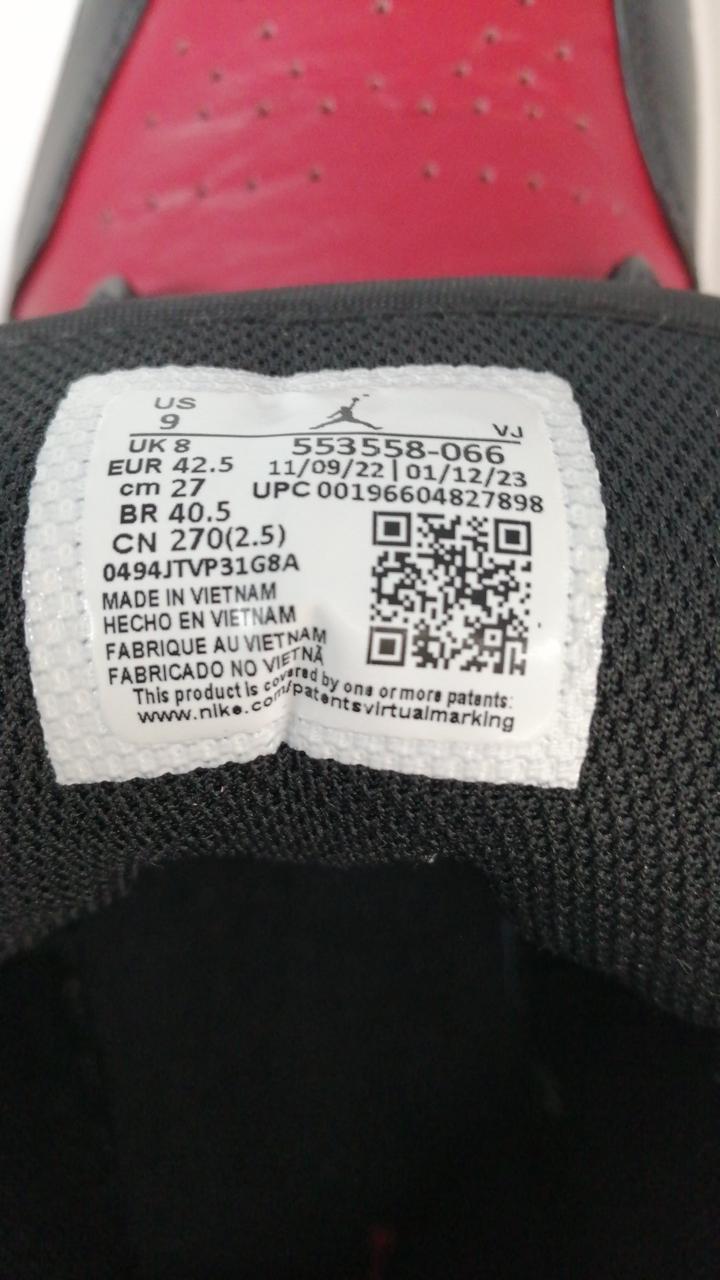 US
9
VJ
UK 8
553558-066
EUR 42.5
11/09/22 | 01/12/23
cm 27
UPC 00196604827898
BR 40.5
CN 270(2.5)
0494JTVP31G8A
MADE IN VIETNAM
HECHO EN VIETNAM
FABRIQUE AU VIETNAM
FABRICADO NO VIETNÃ
This product is covered by one or more patents:
www.nike.com/patentsvirtualmarking